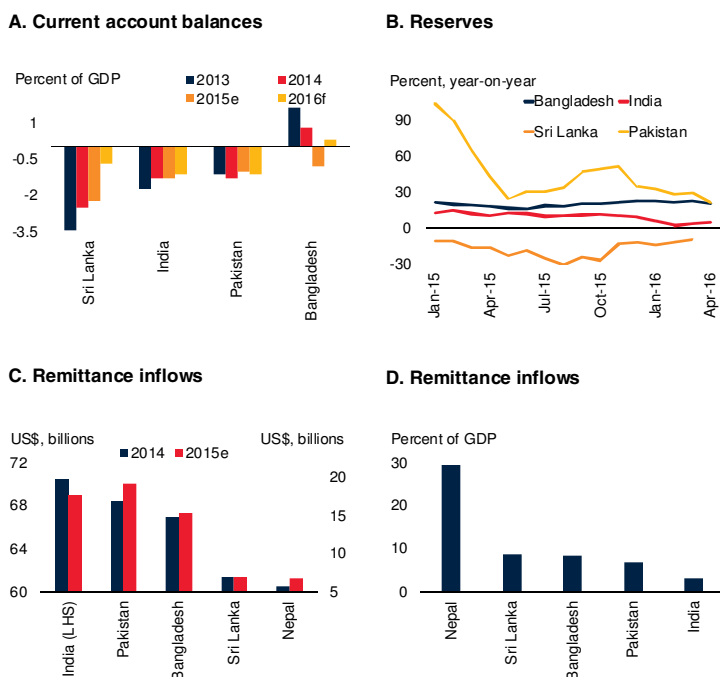 A. Current account balances
Percent of GDP
2013
2014
2015e
2016f
1
-0.5
-2
-3.5
Sri Lanka
India
Pakistan
Bangladesh
B. Reserves
Percent, year-on-year
Bangladesh
India
Sri Lanka
Pakistan
90
60
30
0
-30
Jan-15
Apr-15
Jul-15
Oct-15
Jan-16
Apr-16
C. Remittance inflows
US$, billions
US$, billions
2014
2015e
72
68
64
60
20
15
10
5
India (LHS)
Pakistan
Bangladesh
Sri Lanka
Nepal
D. Remittance inflows
Percent of GDP
30
20
10
0
Nepal
Sri Lanka
Bangladesh
Pakistan
India